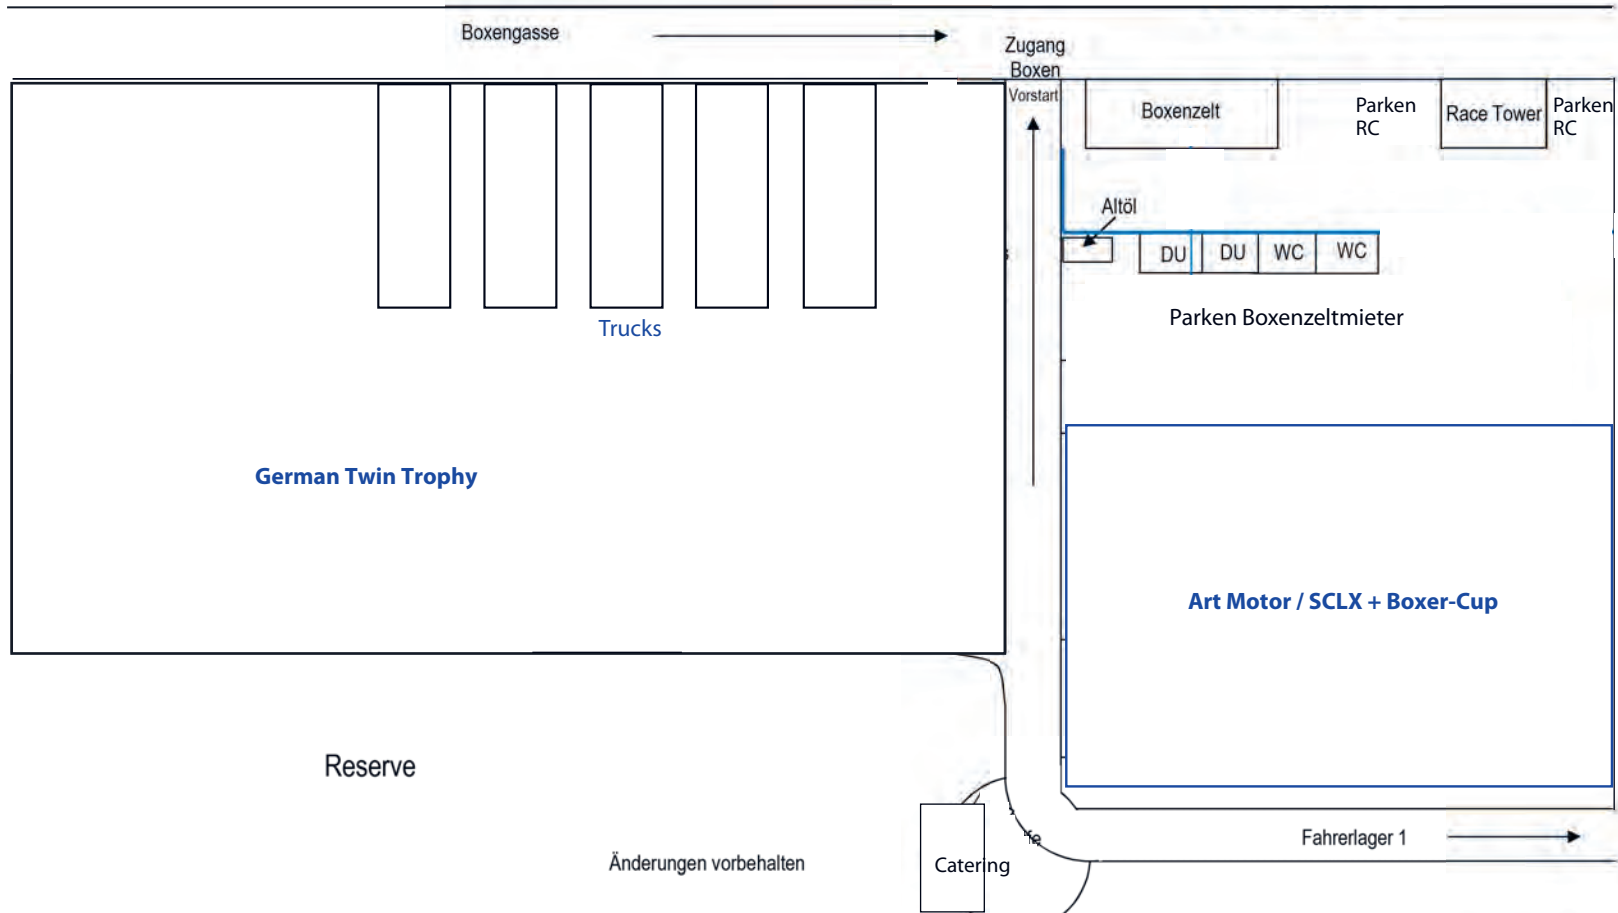 Boxengasse
Zugang
Boxen
Vorstart
Boxenzelt
Parken
RC
Race Tower
Parken
RC
Altöl
DU
DU
WC
WC
Trucks
Parken Boxenzeltmieter
German Twin Trophy
Art Motor / SCLX + Boxer-Cup
Reserve
Änderungen vorbehalten
Catering
Fahrerlager 1